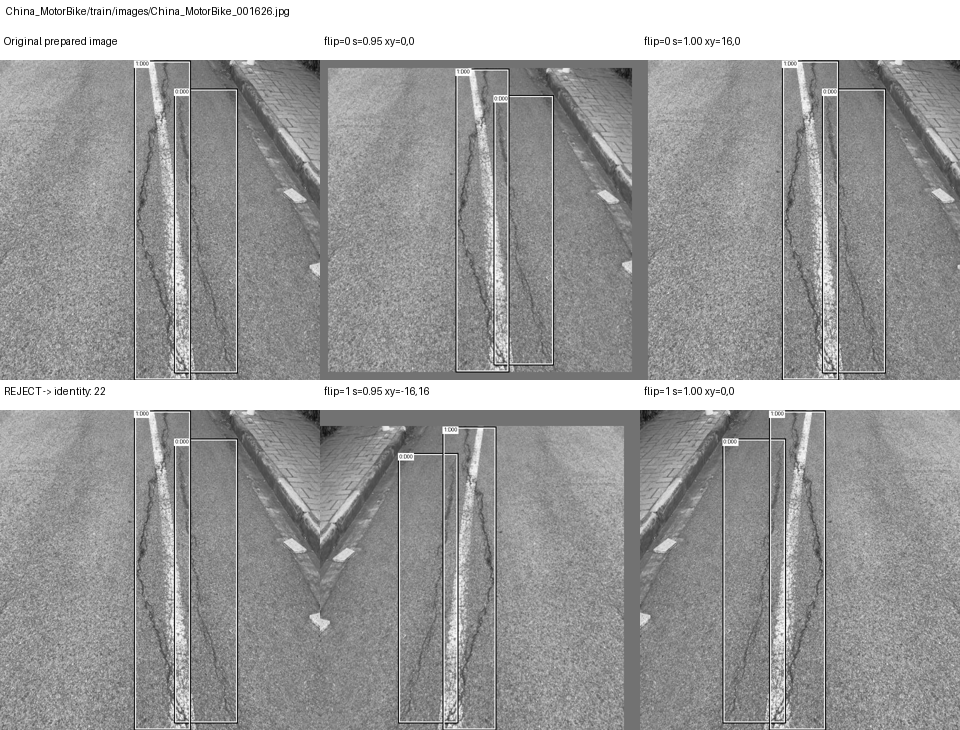 China_MotorBike/train/images/China_MotorBike_001626.jpg
Original prepared image
flip=0 s=0.95 xy=0,0
flip=0 s=1.00 xy=16,0
1.000
0.000
1.000
0.000
1.000
0.000
REJECT -> identity: 22
flip=1 s=0.95 xy=-16,16
flip=1 s=1.00 xy=0,0
1.000
0.000
1.000
0.000
1.000
0.000